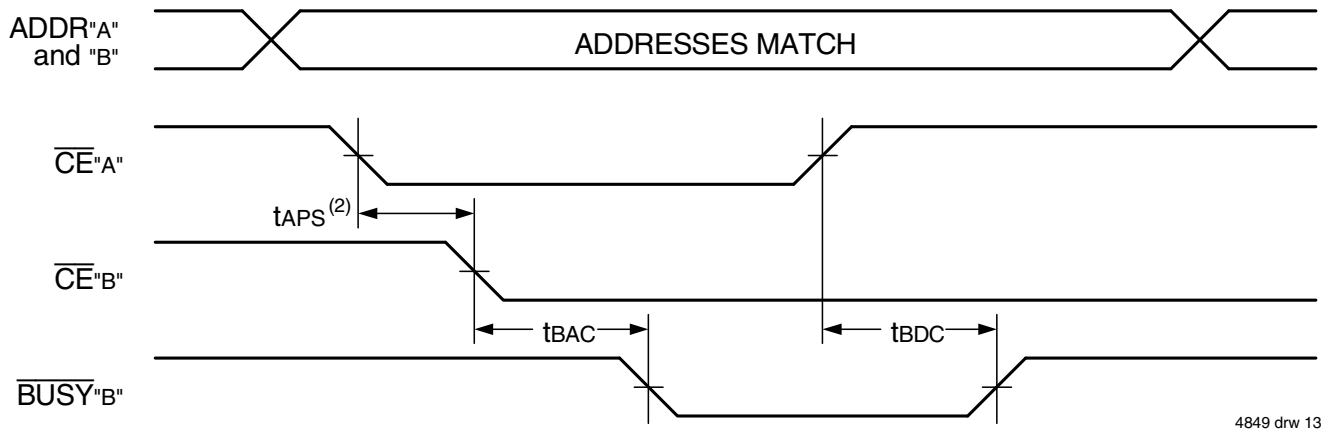 ADDR"A"
and "B"
ADDRESSES MATCH
CE"A"
tAPS(2)
CE"B"
tBAC
tBDC
BUSY"B"
4849 drw 13